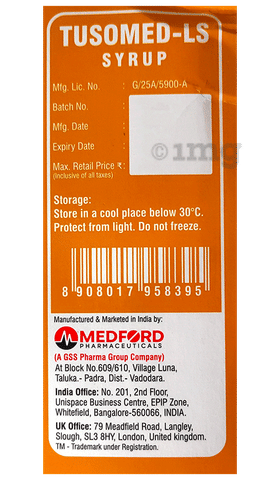 TUSOMED-LS
SYRUP
Mfg. Lic. No. : G/25A/5900-A
Batch No. :
Mfg. Date :
Expiry Date :
Max. Retail Price ₹ :
(Inclusive of all taxes)
1mg
Storage:
Store in a cool place below 30°C.
Protect from light. Do not freeze.
8 908017 958395
Manufactured & Marketed in India by:
MEDFORD
PHARMACEUTICALS
(A GSS Pharma Group Company)
At Block No.609/610, Village Luna,
Taluka.- Padra, Dist.- Vadodara.
India Office: No. 201, 2nd Floor,
Unispace Business Centre, EPIP Zone,
Whitefield, Bangalore-560066, INDIA.
UK Office: 79 Meadfield Road, Langley,
Slough, SL3 8HY, London, United kingdom.
TM - Trademark under Registration.